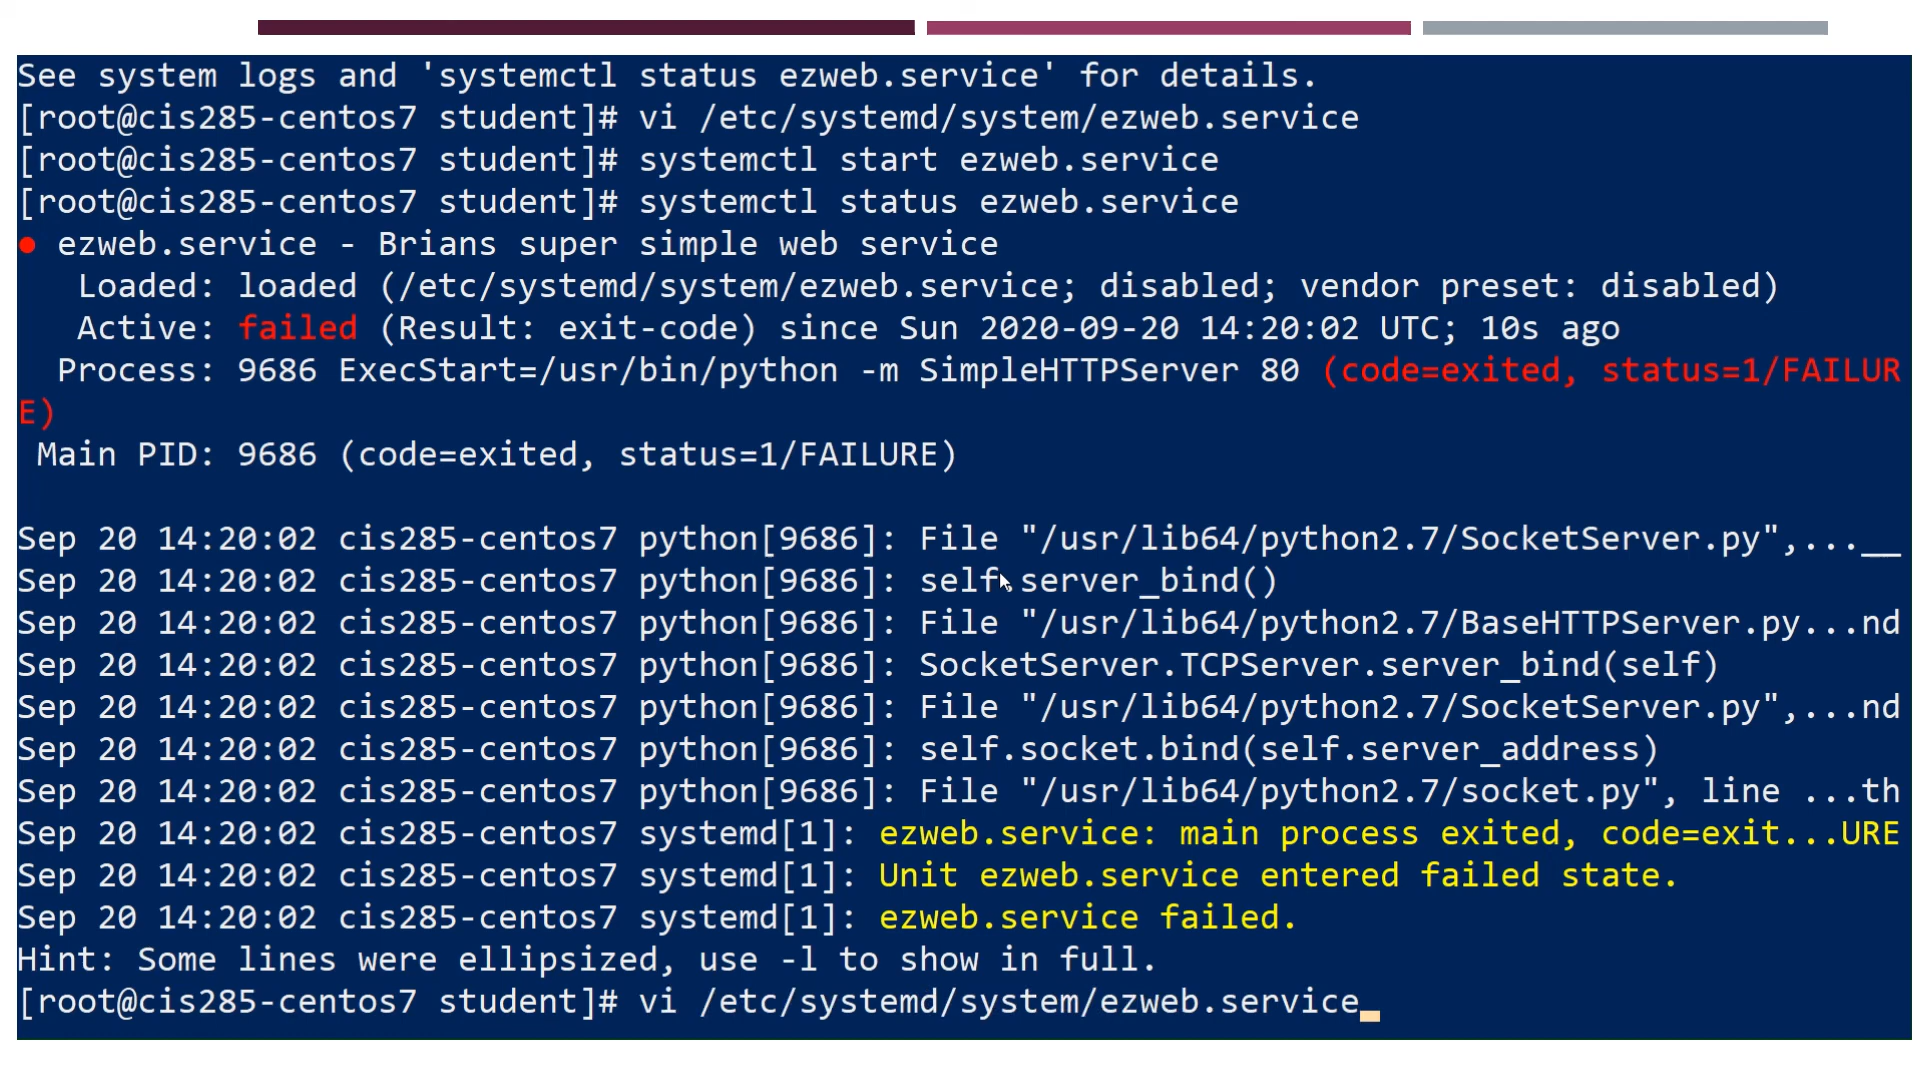 See system logs and 'systemctl status ezweb.service' for details.
[root@cis285-centos7 student]# vi /etc/systemd/system/ezweb.service
[root@cis285-centos7 student]# systemctl start ezweb.service
[root@cis285-centos7 student]# systemctl status ezweb.service
● ezweb.service - Brians super simple web service
   Loaded: loaded (/etc/systemd/system/ezweb.service; disabled; vendor preset: disabled)
   Active: failed (Result: exit-code) since Sun 2020-09-20 14:20:02 UTC; 10s ago
  Process: 9686 ExecStart=/usr/bin/python -m SimpleHTTPServer 80 (code=exited, status=1/FAILUR
E)
 Main PID: 9686 (code=exited, status=1/FAILURE)

Sep 20 14:20:02 cis285-centos7 python[9686]: File "/usr/lib64/python2.7/SocketServer.py",...__
Sep 20 14:20:02 cis285-centos7 python[9686]: self.server_bind()
Sep 20 14:20:02 cis285-centos7 python[9686]: File "/usr/lib64/python2.7/BaseHTTPServer.py...nd
Sep 20 14:20:02 cis285-centos7 python[9686]: SocketServer.TCPServer.server_bind(self)
Sep 20 14:20:02 cis285-centos7 python[9686]: File "/usr/lib64/python2.7/SocketServer.py",...nd
Sep 20 14:20:02 cis285-centos7 python[9686]: self.socket.bind(self.server_address)
Sep 20 14:20:02 cis285-centos7 python[9686]: File "/usr/lib64/python2.7/socket.py", line ...th
Sep 20 14:20:02 cis285-centos7 systemd[1]: ezweb.service: main process exited, code=exit...URE
Sep 20 14:20:02 cis285-centos7 systemd[1]: Unit ezweb.service entered failed state.
Sep 20 14:20:02 cis285-centos7 systemd[1]: ezweb.service failed.
Hint: Some lines were ellipsized, use -l to show in full.
[root@cis285-centos7 student]# vi /etc/systemd/system/ezweb.service